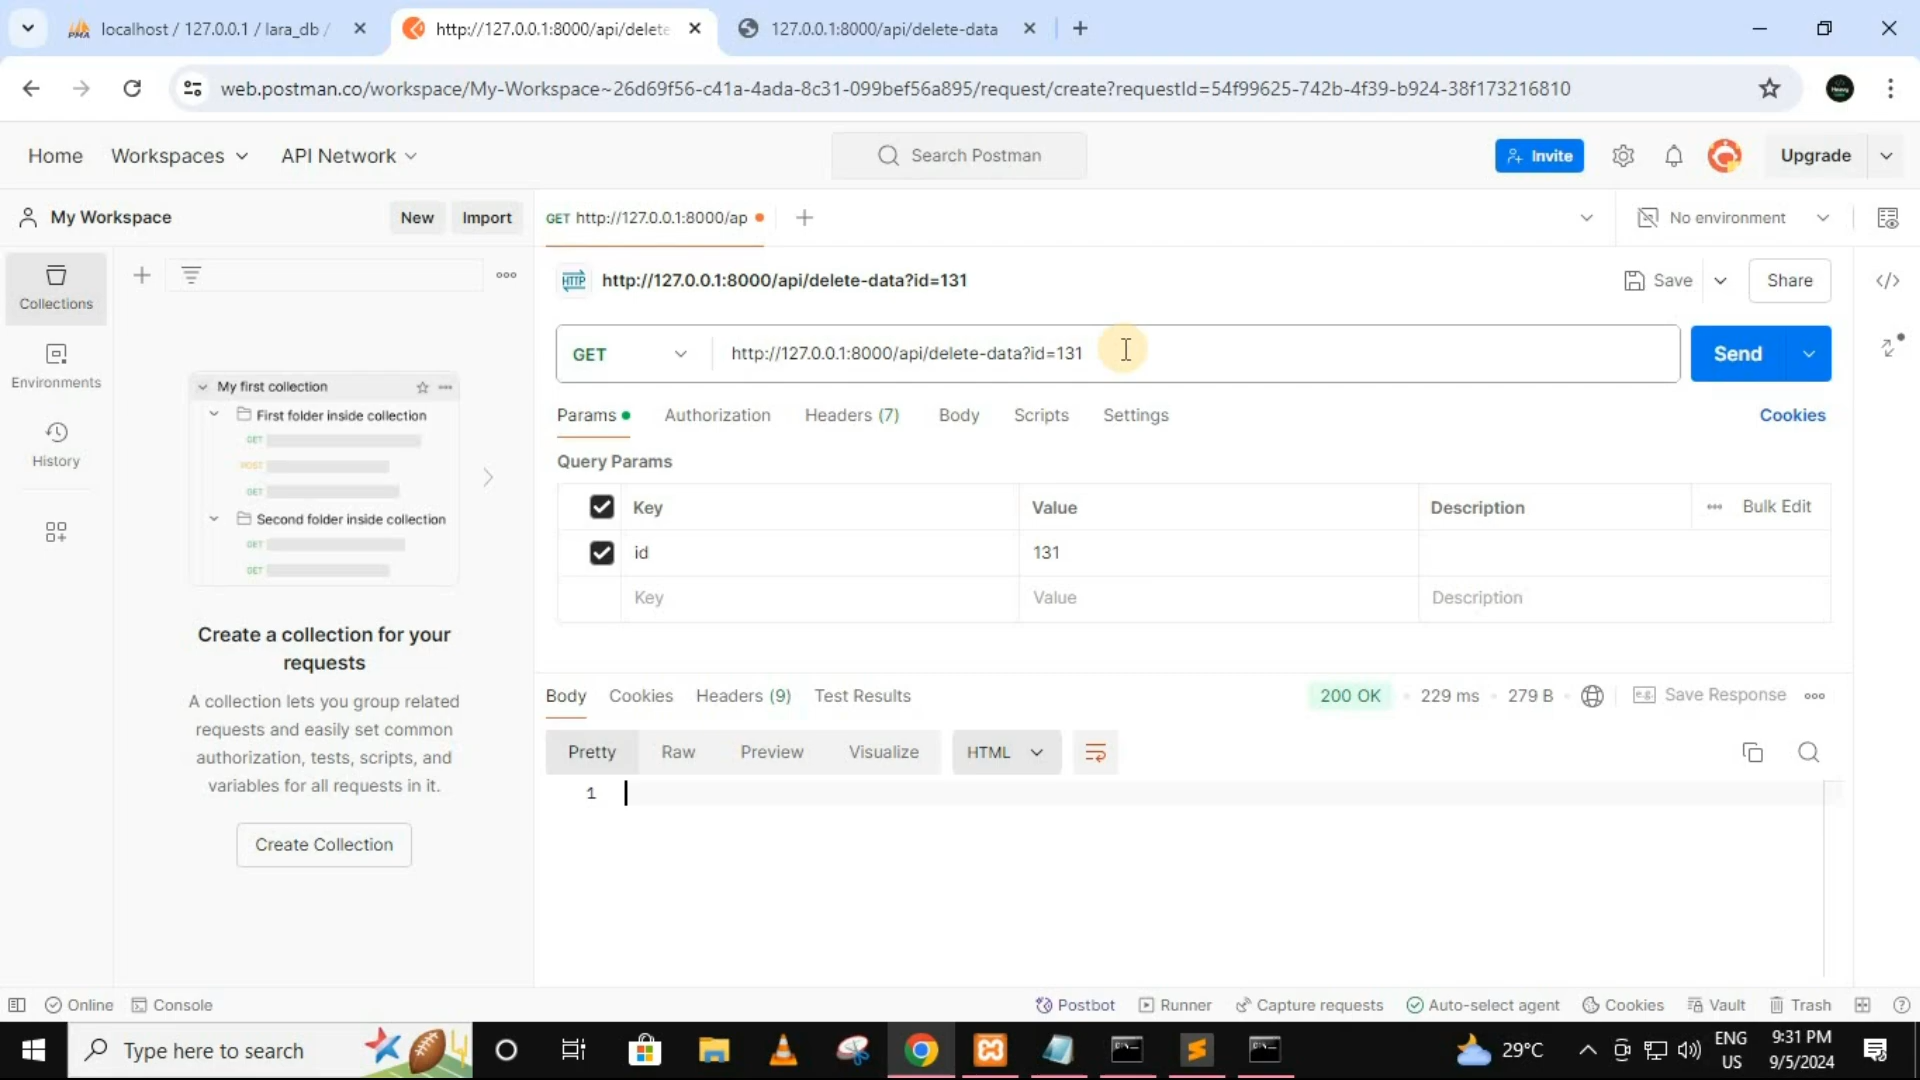 localhost / 127.0.0.1 / lara_db /
http://127.0.0.1:8000/api/delete
127.0.0.1:8000/api/delete-data
web.postman.co/workspace/My-Workspace~26d69f56-c41a-4ada-8c31-099bef56a895/request/create?requestId=54f99625-742b-4f39-b924-38f173216810
Home Workspaces API Network Search Postman Invite Upgrade
My Workspace New Import GET http://127.0.0.1:8000/ap No environment
Collections
Environments
History
My first collection
First folder inside collection
GET
POST
GET
Second folder inside collection
GET
GET
Create a collection for your
requests
A collection lets you group related
requests and easily set common
authorization, tests, scripts, and
variables for all requests in it.
Create Collection
HTTP http://127.0.0.1:8000/api/delete-data?id=131 Save Share
GET http://127.0.0.1:8000/api/delete-data?id=131 Send
Params Authorization Headers (7) Body Scripts Settings Cookies
Query Params
Key Value Description Bulk Edit
id 131
Key Value Description
Body Cookies Headers (9) Test Results 200 OK 229 ms 279 B e.g. Save Response
Pretty Raw Preview Visualize HTML
1
Online Console Postbot Runner Capture requests Auto-select agent Cookies Vault Trash
Type here to search 29°C ENG 9:31 PM
US 9/5/2024